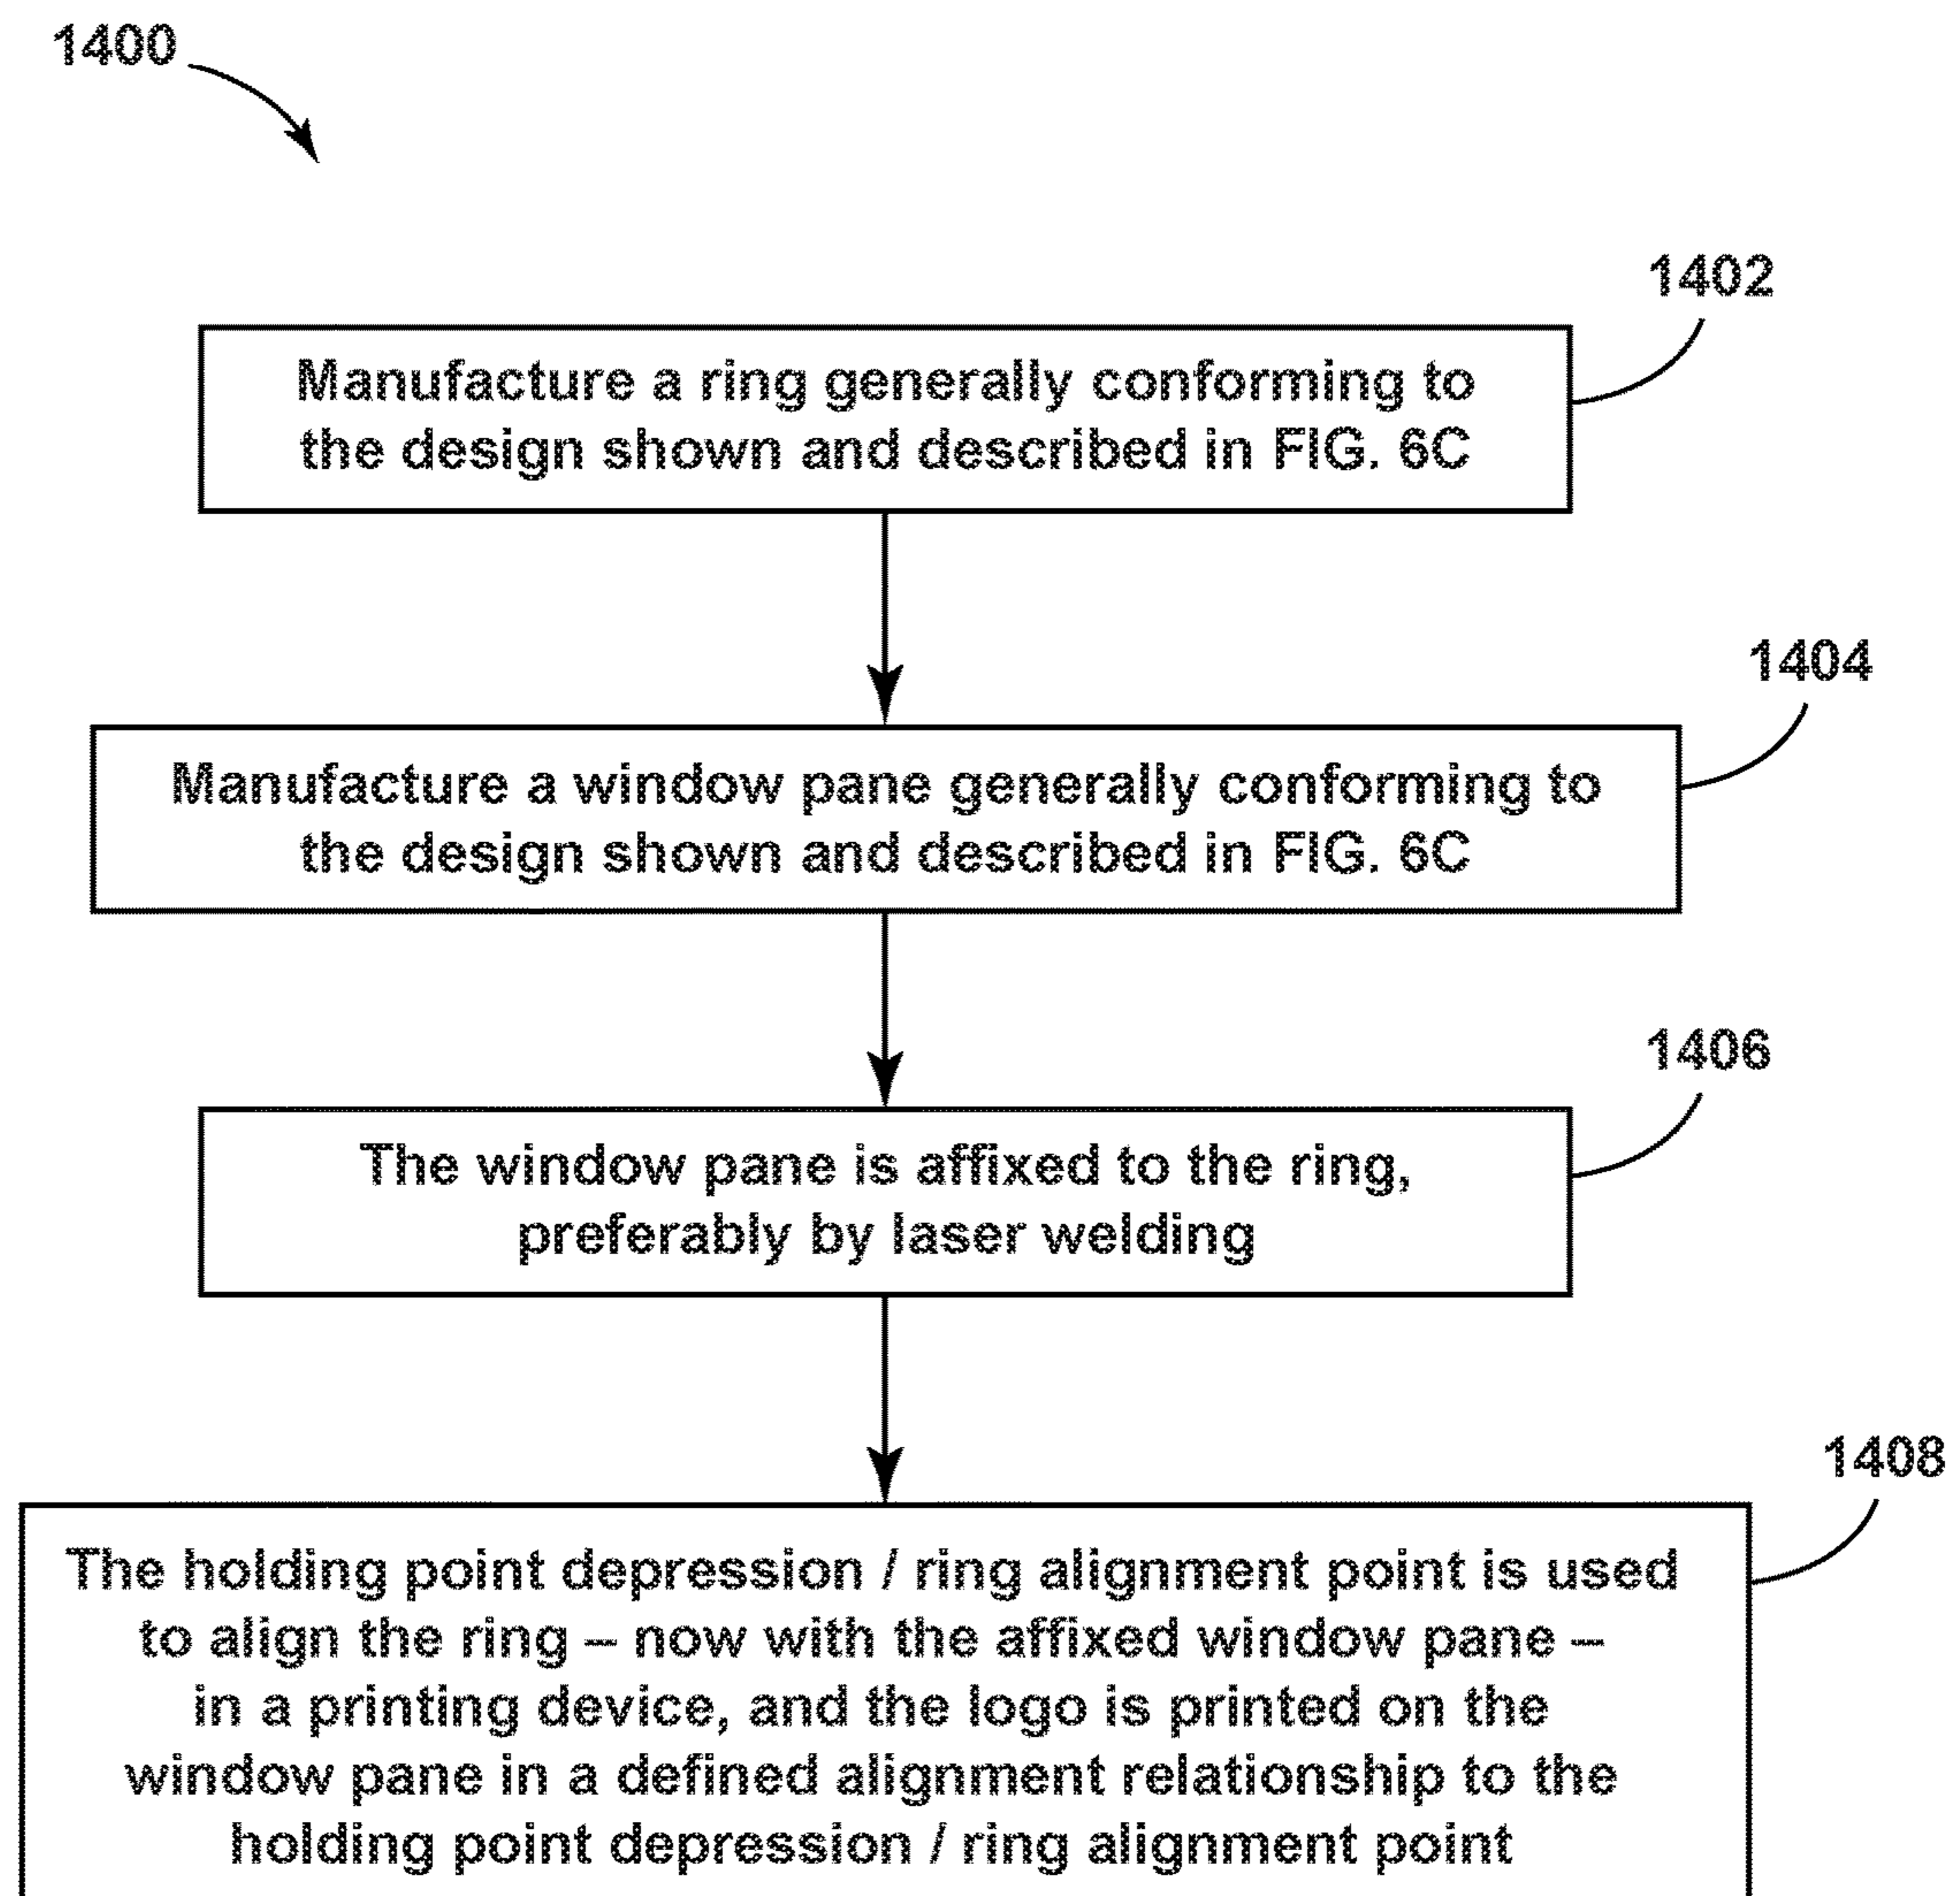 1400
1402
Manufacture a ring generally conforming to
the design shown and described in FIG. 6C
1404
Manufacture a window pane generally conforming to
the design shown and described in FIG. 6C
1406
The window pane is affixed to the ring,
preferably by laser welding
1408
The holding point depression / ring alignment point is used
to align the ring – now with the affixed window pane –
in a printing device, and the logo is printed on the
window pane in a defined alignment relationship to the
holding point depression / ring alignment point